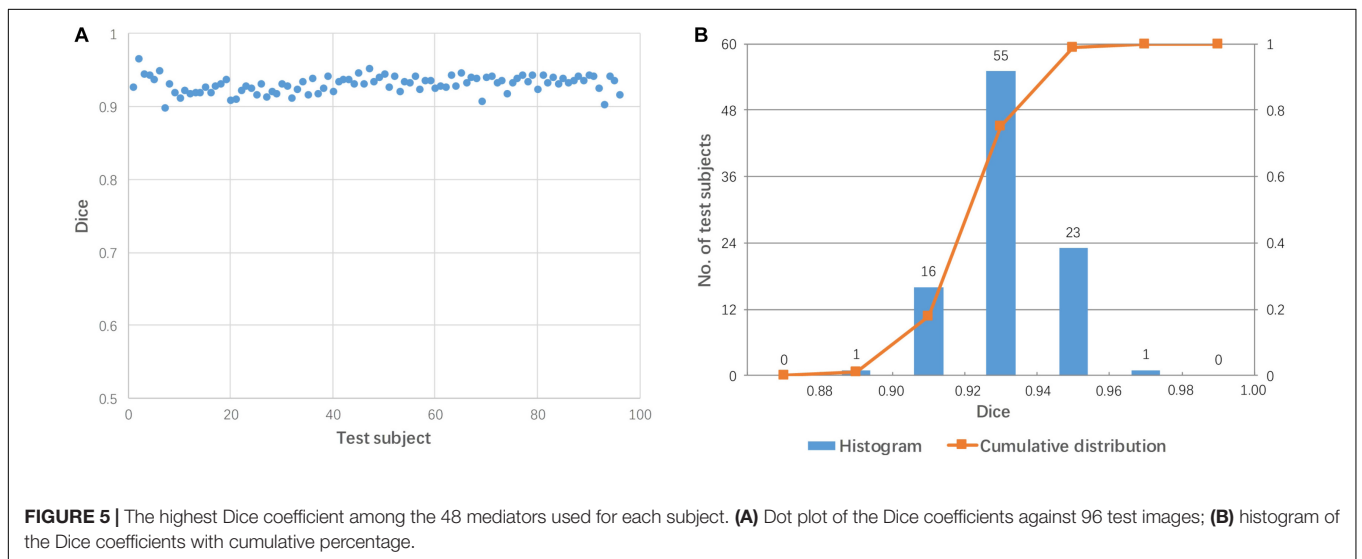 A
1
0.9
0.8
0.7
0.6
0.5
Dice
0 20 40 60 80 100
Test subject
B
60
48
36
24
12
0
No. of test subjects
0 1 16 55 23 1 0
1
0.8
0.6
0.4
0.2
0
0.88 0.90 0.92 0.94 0.96 0.98 1.00
Dice
Histogram Cumulative distribution
FIGURE 5 | The highest Dice coefficient among the 48 mediators used for each subject. (A) Dot plot of the Dice coefficients against 96 test images; (B) histogram of
the Dice coefficients with cumulative percentage.